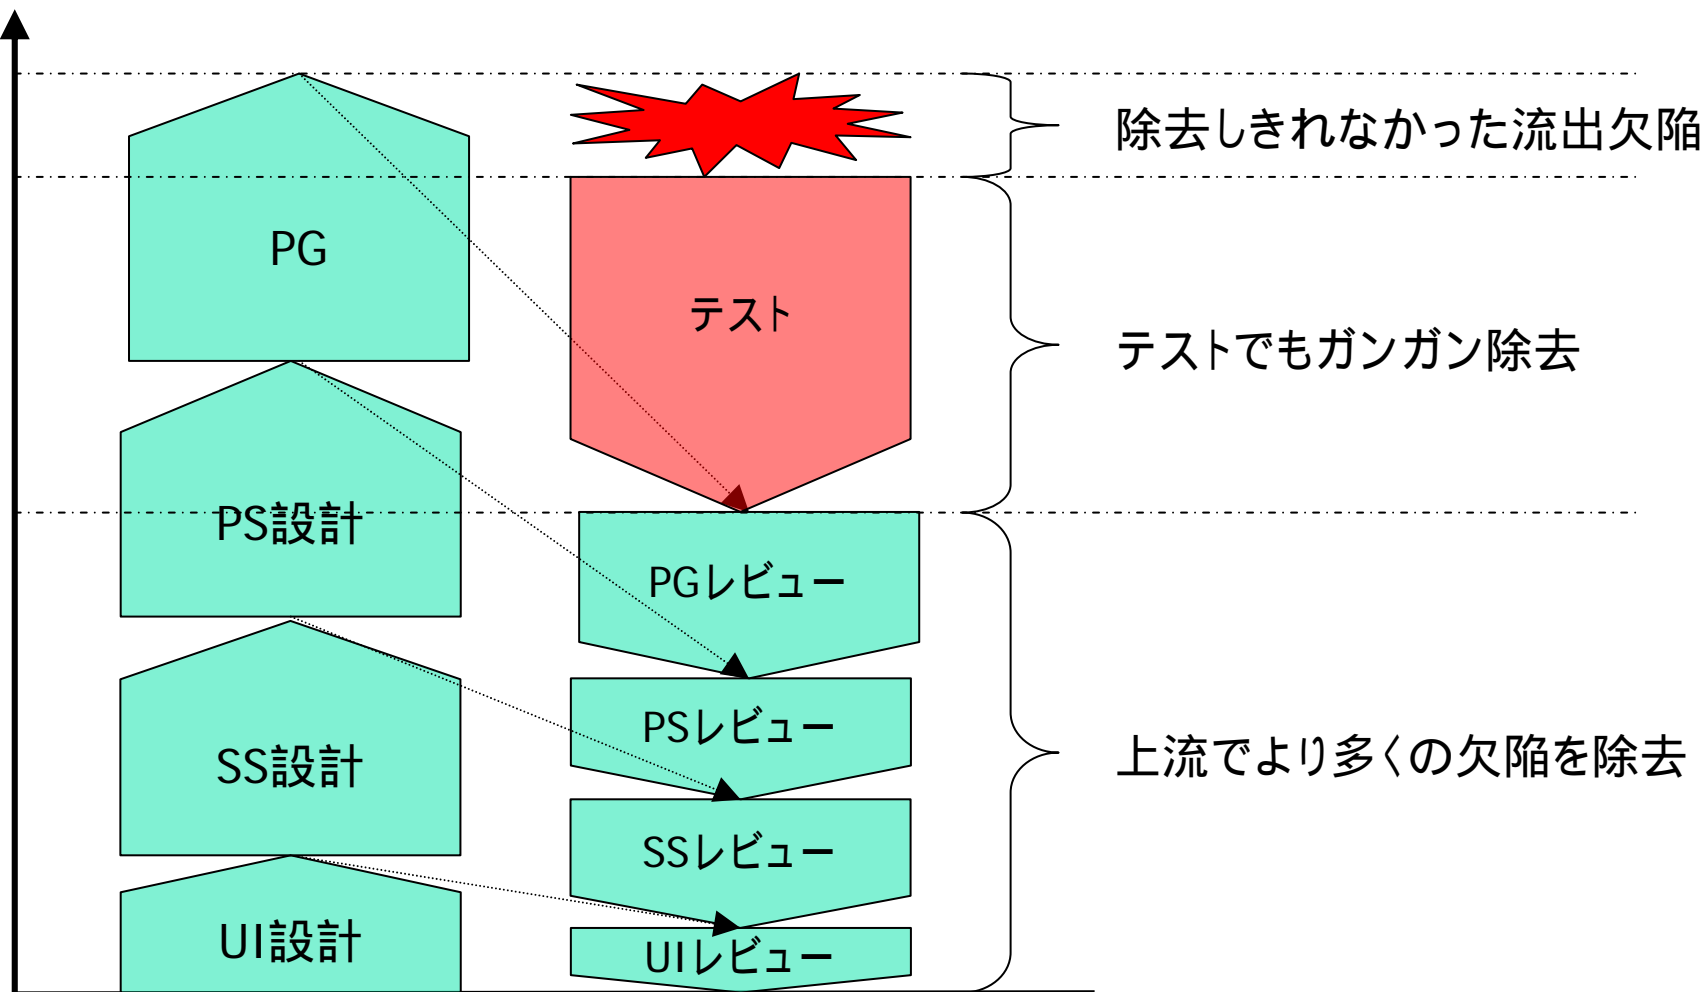 除去しきれなかった流出欠陥
PG
テスト
テストでもガンガン除去
PS設計
PGレビュー
PSレビュー
SS設計
上流でより多くの欠陥を除去
SSレビュー
UI設計
UIレビュー